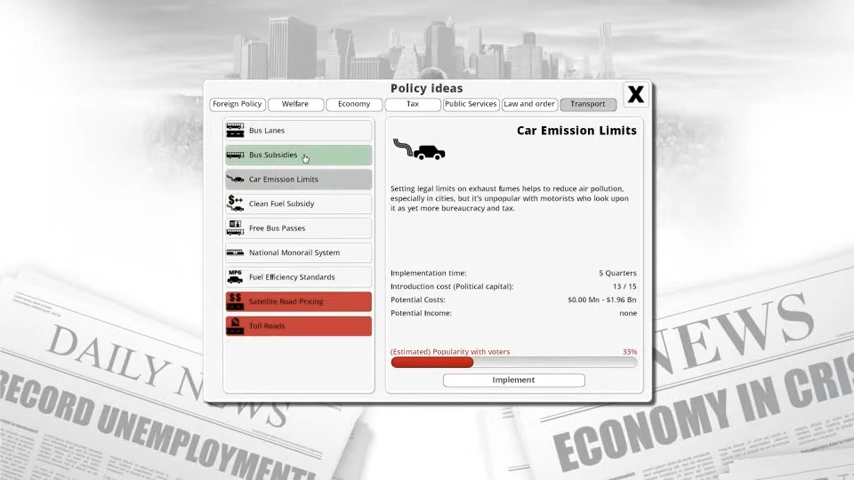 Policy ideas
X
Foreign Policy
Welfare
Economy
Tax
Public Services
Law and order
Transport
Bus Lanes
Bus Subsidies
Car Emission Limits
$++
Clean Fuel Subsidy
Free Bus Passes
National Monorail System
MPG
Fuel Efficiency Standards
$$
Satellite Road Pricing
Toll Roads
Car Emission Limits
Setting legal limits on exhaust fumes helps to reduce air pollution,
especially in cities, but it's unpopular with motorists who look upon
it as yet more bureaucracy and tax.
Implementation time: 5 Quarters
Introduction cost (Political capital): 13 / 15
Potential Costs: $0.00 Mn - $1.96 Bn
Potential Income: none
(Estimated) Popularity with voters 33%
Implement
DAILY NEWS
RECORD UNEMPLOYMENT!
NEWS
ECONOMY IN CRIS